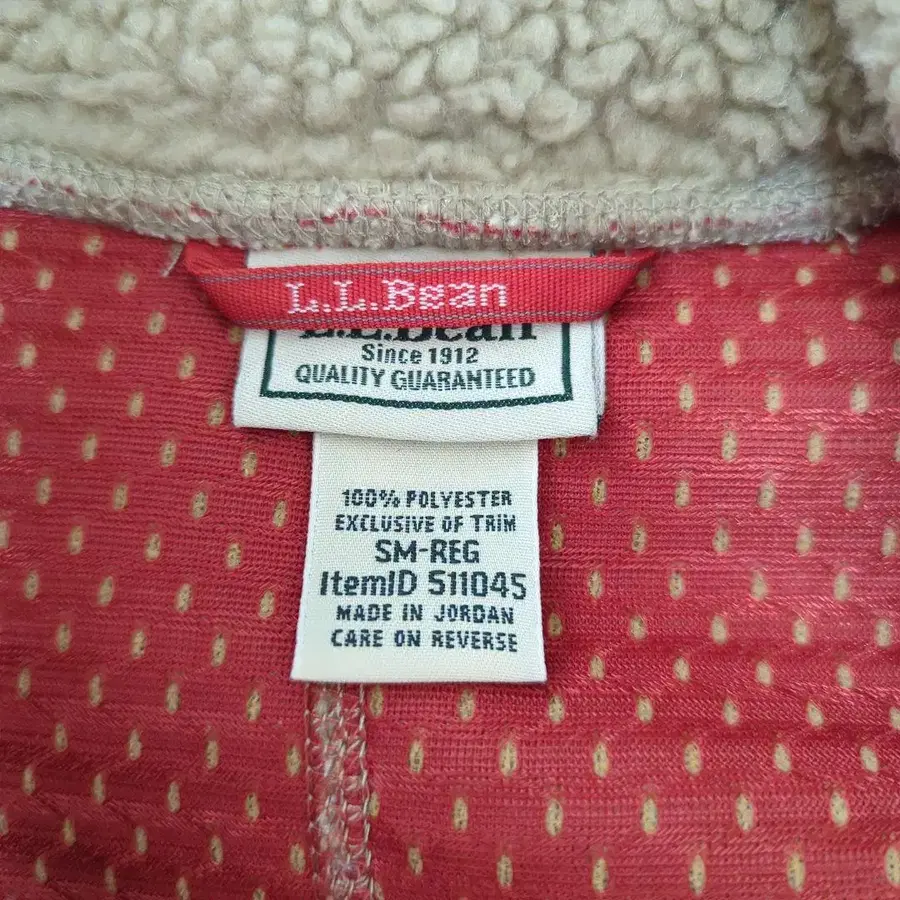 L.L.Bean
L.L.Bean
Since 1912
QUALITY GUARANTEED
100% POLYESTER
EXCLUSIVE OF TRIM
SM-REG
ItemID 511045
MADE IN JORDAN
CARE ON REVERSE